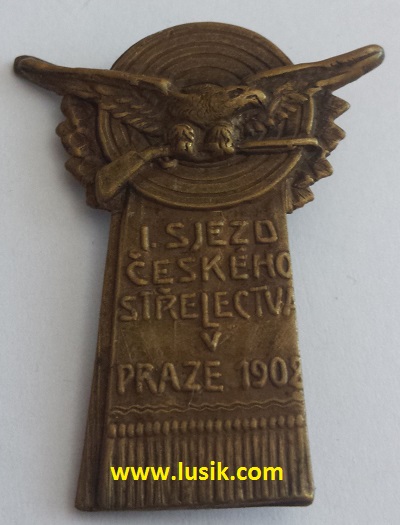 I. SJEZD
ČESKÉHO
STŘELECTVA
V
PRAZE 1902
www.lusik.com